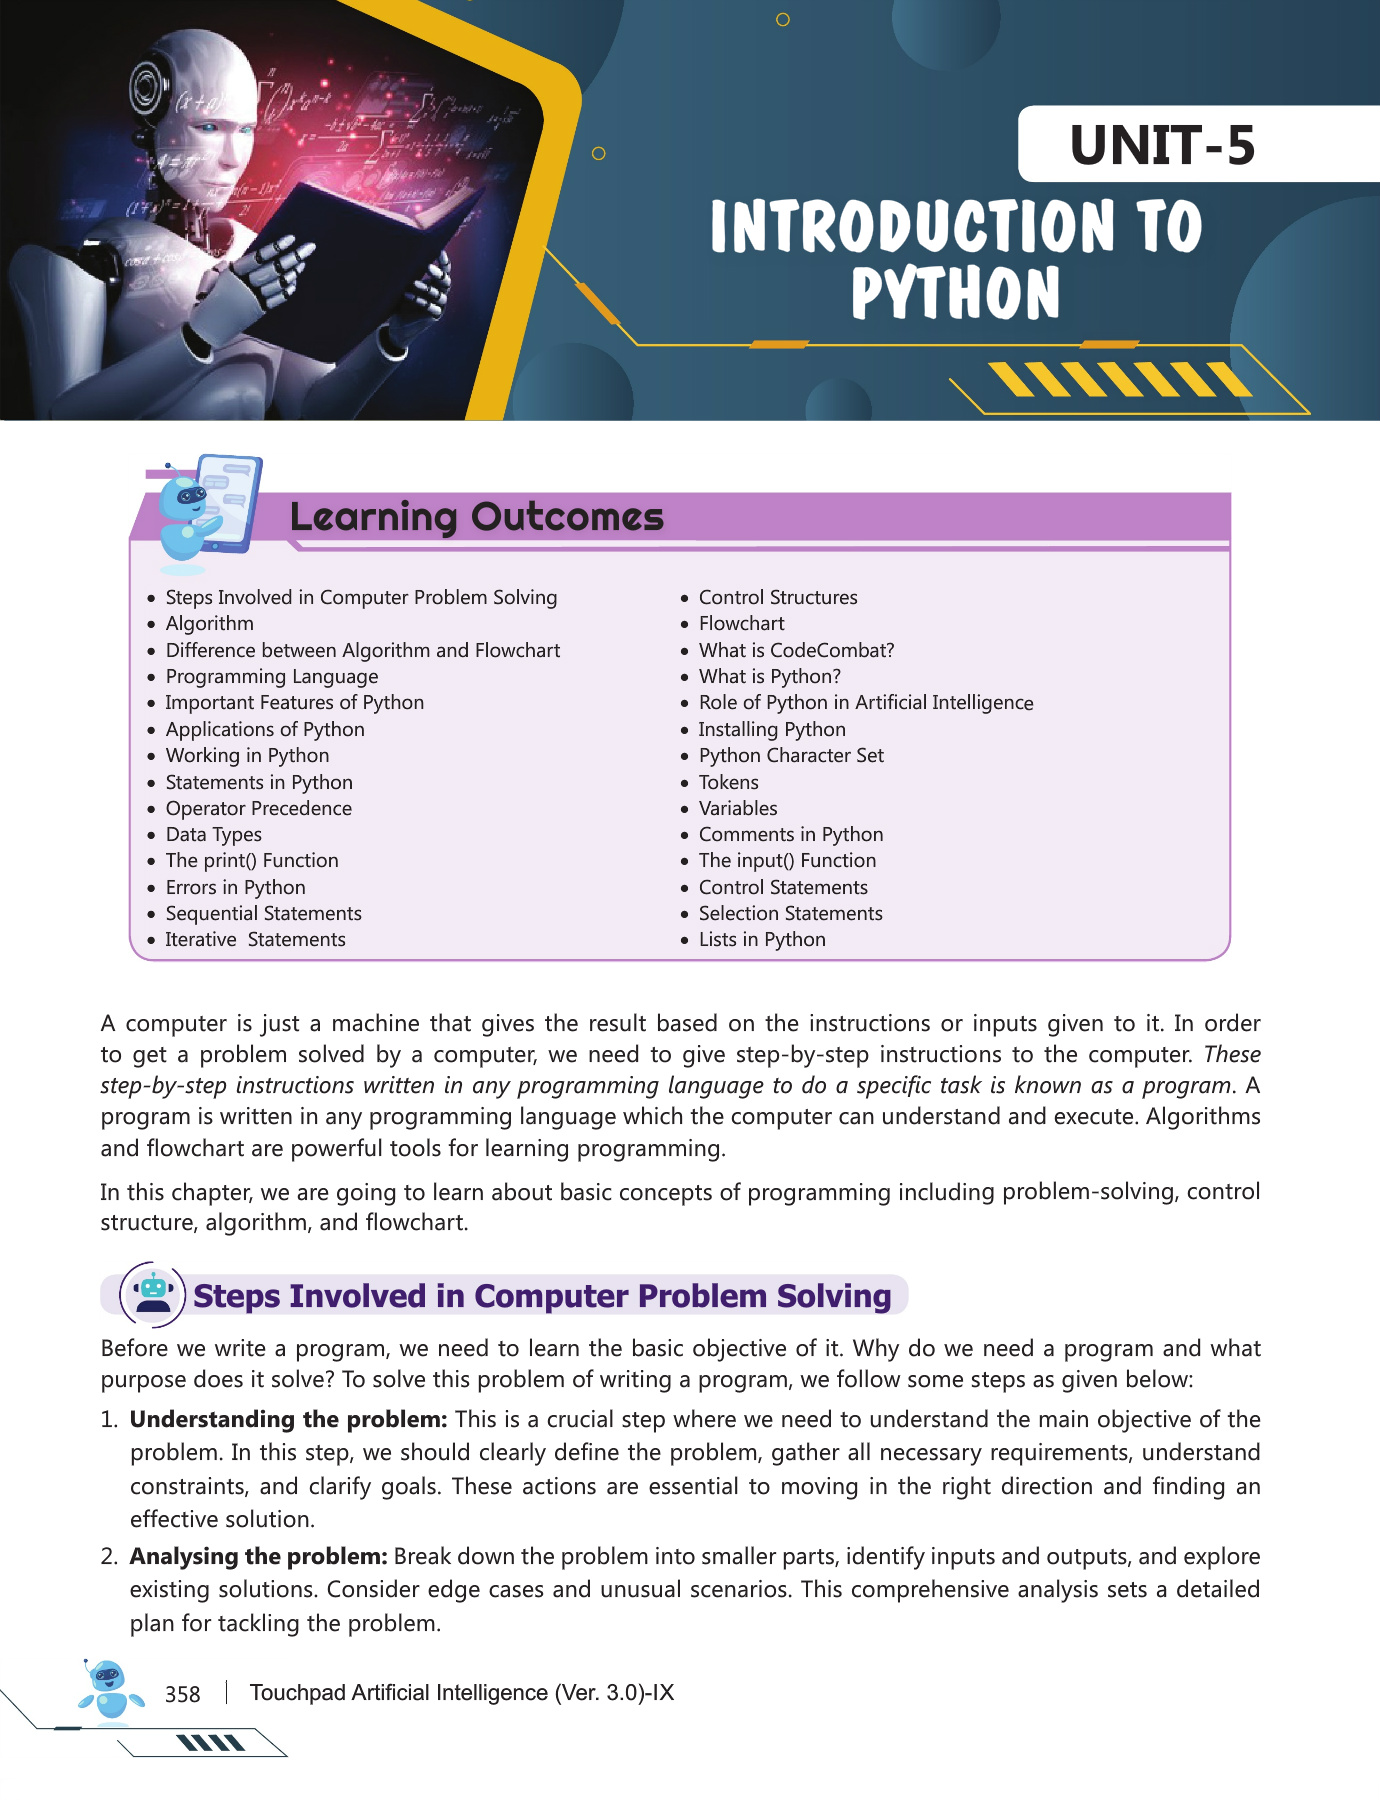 UNIT-5
INTRODUCTION TO
PYTHON
Learning Outcomes
• Steps Involved in Computer Problem Solving
• Algorithm
• Difference between Algorithm and Flowchart
• Programming Language
• Important Features of Python
• Applications of Python
• Working in Python
• Statements in Python
• Operator Precedence
• Data Types
• The print() Function
• Errors in Python
• Sequential Statements
• Iterative Statements
• Control Structures
• Flowchart
• What is CodeCombat?
• What is Python?
• Role of Python in Artificial Intelligence
• Installing Python
• Python Character Set
• Tokens
• Variables
• Comments in Python
• The input() Function
• Control Statements
• Selection Statements
• Lists in Python
A computer is just a machine that gives the result based on the instructions or inputs given to it. In order
to get a problem solved by a computer, we need to give step-by-step instructions to the computer. These
step-by-step instructions written in any programming language to do a specific task is known as a program. A
program is written in any programming language which the computer can understand and execute. Algorithms
and flowchart are powerful tools for learning programming.
In this chapter, we are going to learn about basic concepts of programming including problem-solving, control
structure, algorithm, and flowchart.
Steps Involved in Computer Problem Solving
Before we write a program, we need to learn the basic objective of it. Why do we need a program and what
purpose does it solve? To solve this problem of writing a program, we follow some steps as given below:
1. Understanding the problem: This is a crucial step where we need to understand the main objective of the
problem. In this step, we should clearly define the problem, gather all necessary requirements, understand
constraints, and clarify goals. These actions are essential to moving in the right direction and finding an
effective solution.
2. Analysing the problem: Break down the problem into smaller parts, identify inputs and outputs, and explore
existing solutions. Consider edge cases and unusual scenarios. This comprehensive analysis sets a detailed
plan for tackling the problem.
358 | Touchpad Artificial Intelligence (Ver. 3.0)-IX